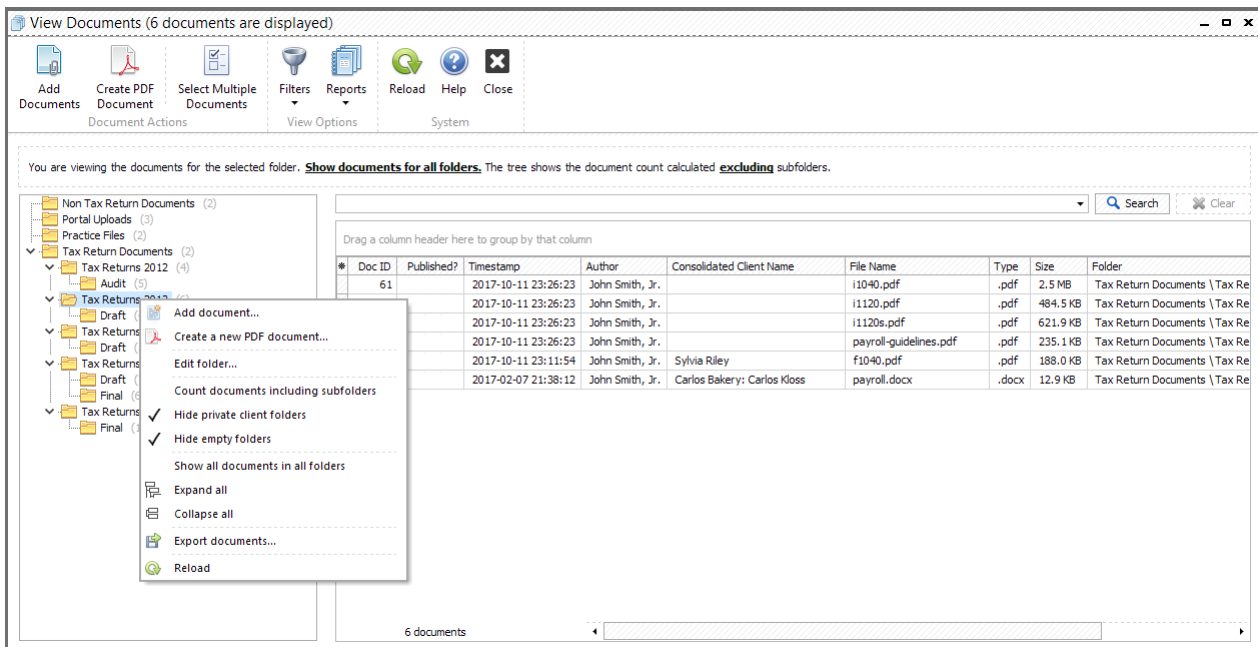 View Documents (6 documents are displayed)
Add Documents
Create PDF Document
Select Multiple Documents
Filters
Reports
Reload
Help
Close
Document Actions
View Options
System
You are viewing the documents for the selected folder. Show documents for all folders. The tree shows the document count calculated excluding subfolders.
Non Tax Return Documents (2)
Portal Uploads (3)
Practice Files (2)
Tax Return Documents (2)
Tax Returns 2012 (4)
Audit (5)
Tax Returns
Draft
Tax Returns
Draft
Tax Returns
Draft
Final
Tax Returns
Final
Add document...
Create a new PDF document...
Edit folder...
Count documents including subfolders
Hide private client folders
Hide empty folders
Show all documents in all folders
Expand all
Collapse all
Export documents...
Reload
Search
Clear
Drag a column header here to group by that column
Doc ID Published? Timestamp Author Consolidated Client Name File Name Type Size Folder
61 2017-10-11 23:26:23 John Smith, Jr. i1040.pdf .pdf 2.5 MB Tax Return Documents \ Tax Re
2017-10-11 23:26:23 John Smith, Jr. i1120.pdf .pdf 484.5 KB Tax Return Documents \ Tax Re
2017-10-11 23:26:23 John Smith, Jr. i1120s.pdf .pdf 621.9 KB Tax Return Documents \ Tax Re
2017-10-11 23:26:23 John Smith, Jr. payroll-guidelines.pdf .pdf 235.1 KB Tax Return Documents \ Tax Re
2017-10-11 23:11:54 John Smith, Jr. Sylvia Riley f1040.pdf .pdf 188.0 KB Tax Return Documents \ Tax Re
2017-02-07 21:38:12 John Smith, Jr. Carlos Bakery: Carlos Kloss payroll.docx .docx 12.9 KB Tax Return Documents \ Tax Re
6 documents